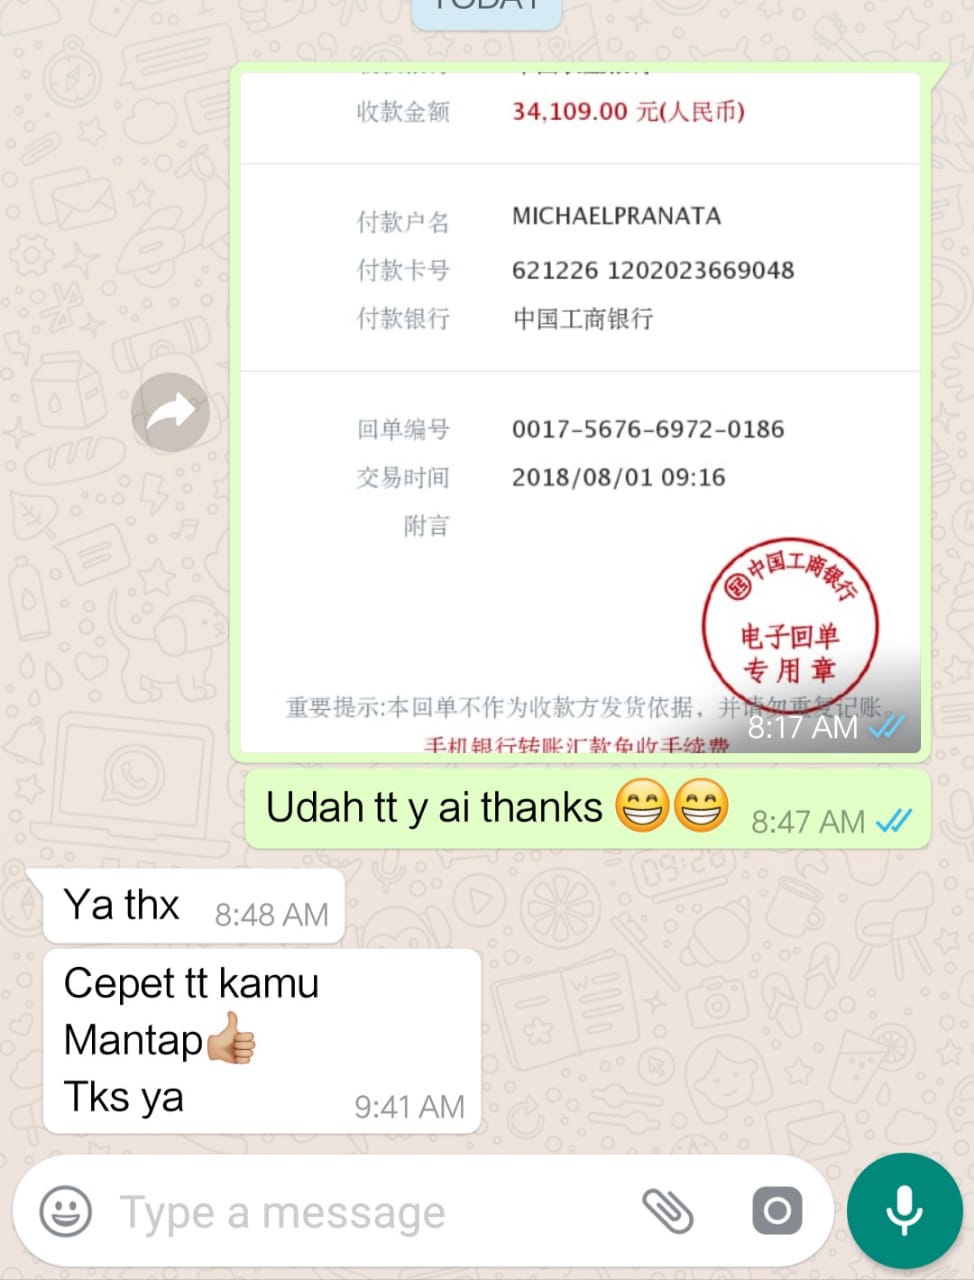 TODAY
收款金额 34,109.00 元(人民币)
付款户名 MICHAELPRANATA
付款卡号 621226 1202023669048
付款银行 中国工商银行
回单编号 0017-5676-6972-0186
交易时间 2018/08/01 09:16
附言
中国工商银行
电子回单
专用章
重要提示:本回单不作为收款方发货依据，并请勿重复记账。
8:17 AM
手机银行转账汇款免收手续费
Udah tt y ai thanks 😁😁 8:47 AM
Ya thx 8:48 AM
Cepet tt kamu
Mantap👍🏼
Tks ya 9:41 AM
Type a message